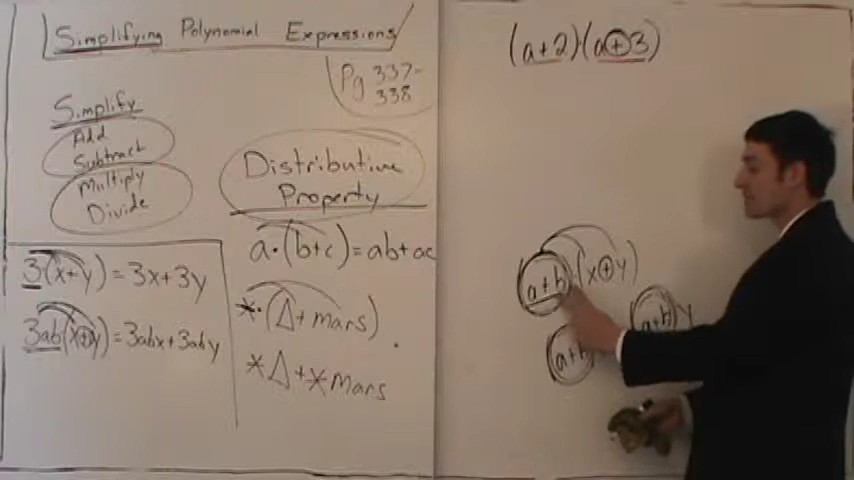 Simplifying Polynomial Expressions
Pg 337-
338
Simplify
Add
Subtract
Multiply
Divide
Distributive
Property
a·(b+c)=ab+ac
3(x+y)=3x+3y
*·(Δ+mars)
3ab(x+y)=3abx+3aby
*Δ+*mars
(a+2)(a+3)
(a+b)(x+y)
(a+b)y
(a+b